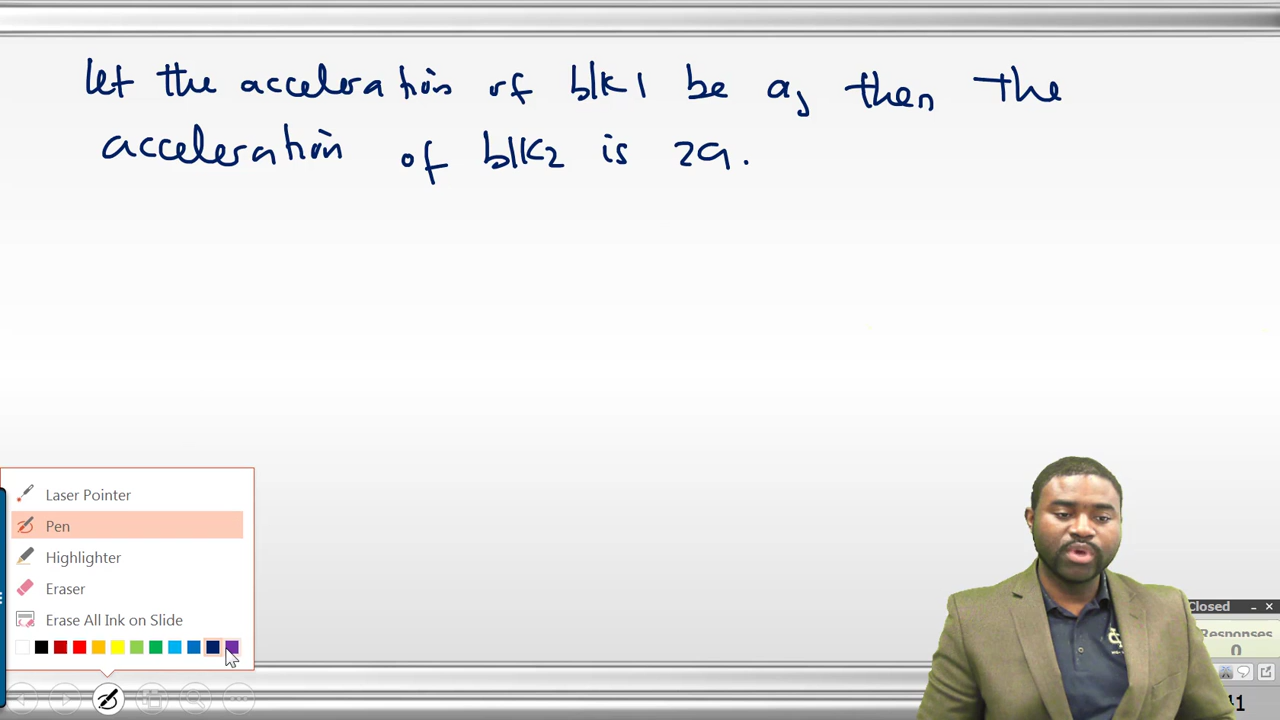 let the acceleration of blk1 be a, then the
acceleration of blk2 is 2a.
Laser Pointer
Pen
Highlighter
Eraser
Erase All Ink on Slide
Closed
Responses
0